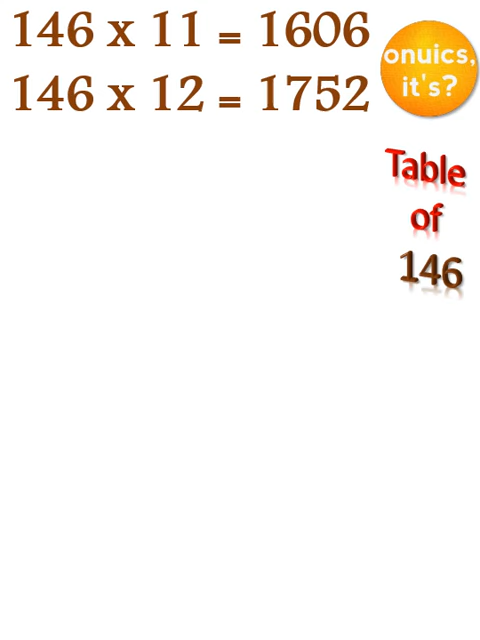 146 x 11 = 1606
146 x 12 = 1752
onuics,
it's?
Table
of
146